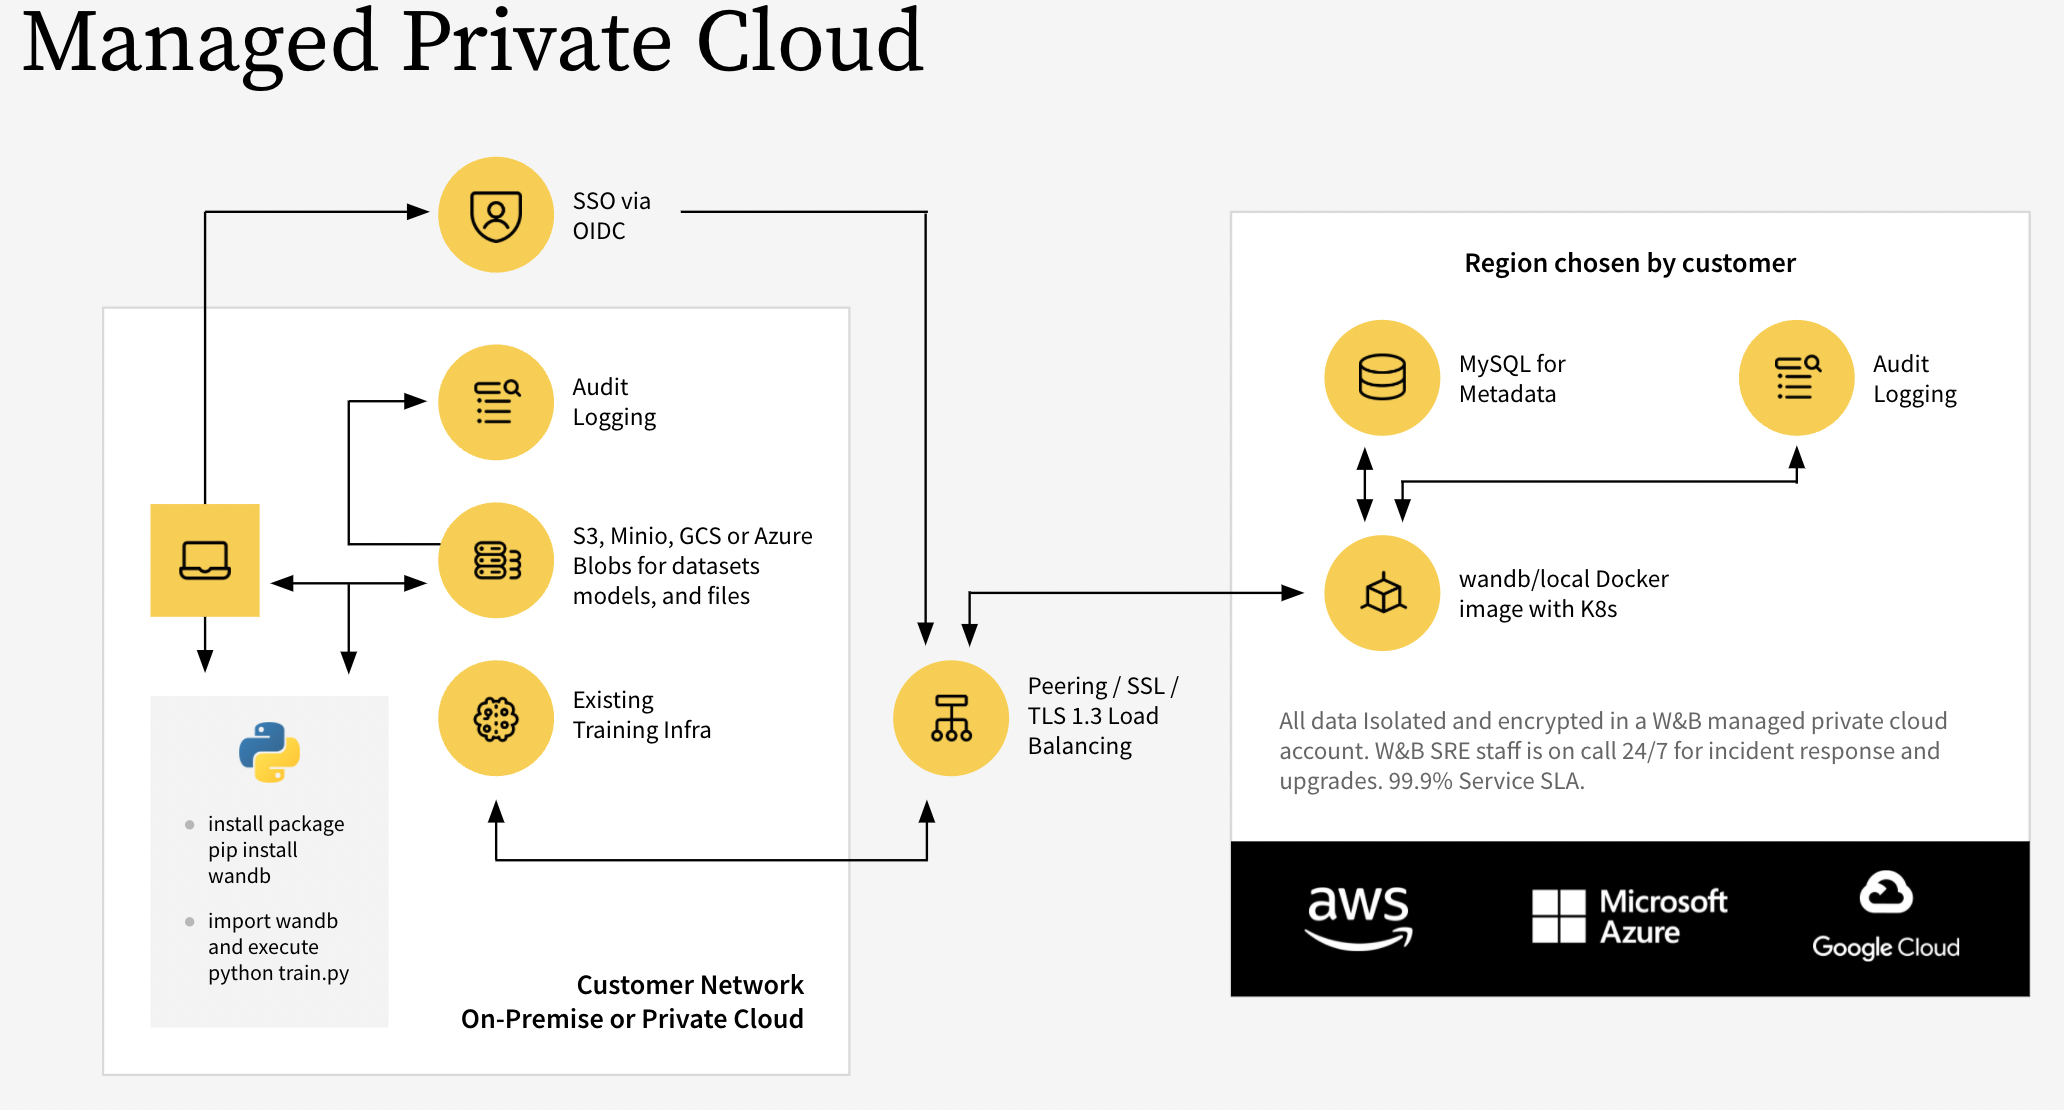 Managed Private Cloud
SSO via
OIDC
Audit
Logging
S3, Minio, GCS or Azure
Blobs for datasets
models, and files
Existing
Training Infra
install package
pip install
wandb
import wandb
and execute
python train.py
Customer Network
On-Premise or Private Cloud
Peering / SSL /
TLS 1.3 Load
Balancing
Region chosen by customer
MySQL for
Metadata
Audit
Logging
wandb/local Docker
image with K8s
All data Isolated and encrypted in a W&B managed private cloud
account. W&B SRE staff is on call 24/7 for incident response and
upgrades. 99.9% Service SLA.
aws
Microsoft
Azure
Google Cloud